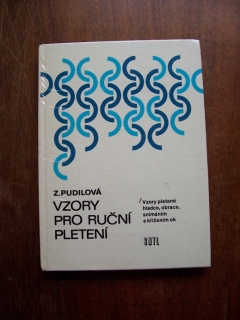 Z. PUDILOVÁ
VZORY
PRO RUČNÍ
PLETENÍ
/Vzory pletené
hladce, obrace,
snímáním
a křížením ok
SNTL